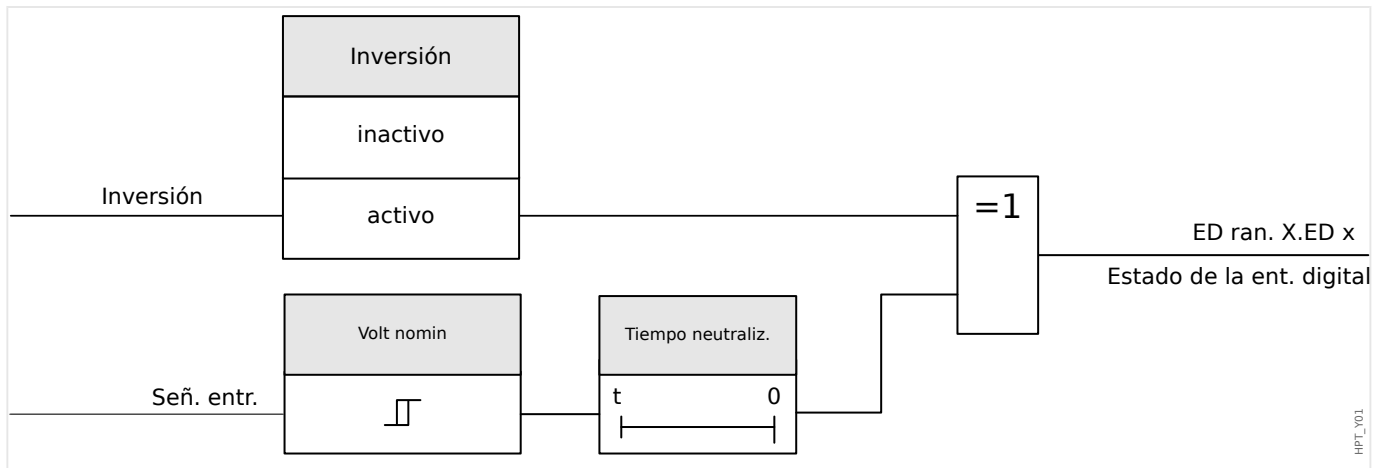 Inversión
inactivo
Inversión
activo
=1
ED ran. X.ED x
Estado de la ent. digital
Volt nomin
Tiempo neutraliz.
Señ. entr.
t 0
HPT_Y01